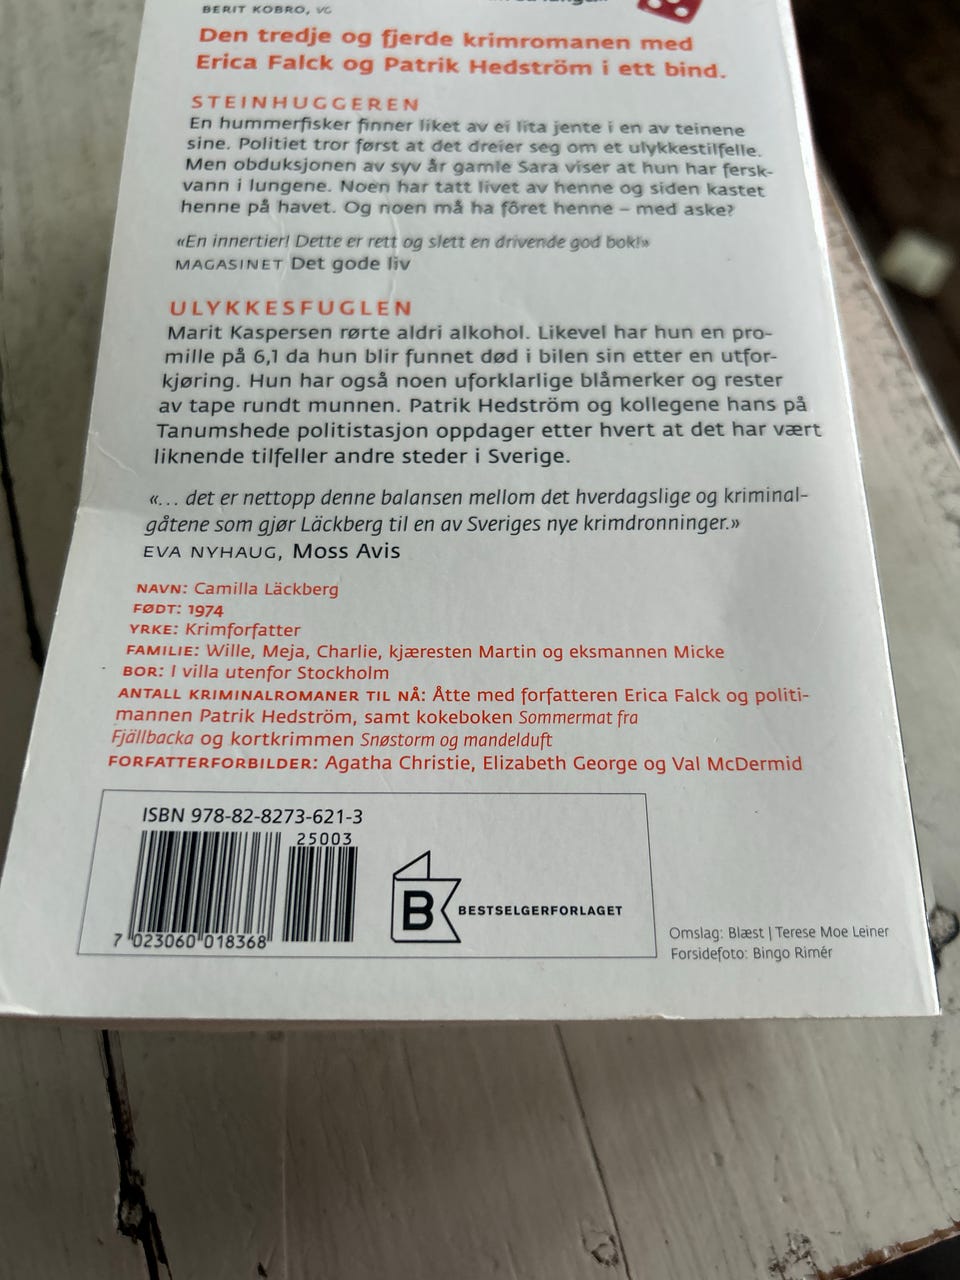 BERIT KOBRO, VG
Den tredje og fjerde krimromanen med
Erica Falck og Patrik Hedström i ett bind.
STEINHUGGEREN
En hummerfisker finner liket av ei lita jente i en av teinene
sine. Politiet tror først at det dreier seg om et ulykkestilfelle.
Men obduksjonen av syv år gamle Sara viser at hun har fersk-
vann i lungene. Noen har tatt livet av henne og siden kastet
henne på havet. Og noen må ha fôret henne – med aske?
«En innertier! Dette er rett og slett en drivende god bok!»
MAGASINET Det gode liv
ULYKKESFUGLEN
Marit Kaspersen rørte aldri alkohol. Likevel har hun en pro-
mille på 6,1 da hun blir funnet død i bilen sin etter en utfor-
kjøring. Hun har også noen uforklarlige blåmerker og rester
av tape rundt munnen. Patrik Hedström og kollegene hans på
Tanumshede politistasjon oppdager etter hvert at det har vært
liknende tilfeller andre steder i Sverige.
«... det er nettopp denne balansen mellom det hverdagslige og kriminal-
gåtene som gjør Läckberg til en av Sveriges nye krimdronninger.»
EVA NYHAUG, Moss Avis
NAVN: Camilla Läckberg
FØDT: 1974
YRKE: Krimforfatter
FAMILIE: Wille, Meja, Charlie, kjæresten Martin og eksmannen Micke
BOR: I villa utenfor Stockholm
ANTALL KRIMINALROMANER TIL NÅ: Åtte med forfatteren Erica Falck og politi-
mannen Patrik Hedström, samt kokeboken Sommermat fra
Fjällbacka og kortkrimmen Snøstorm og mandelduft
FORFATTERFORBILDER: Agatha Christie, Elizabeth George og Val McDermid
ISBN 978-82-8273-621-3
25003
7 023060 018368
B BESTSELGERFORLAGET
Omslag: Blæst | Terese Moe Leiner
Forsidefoto: Bingo Rimér